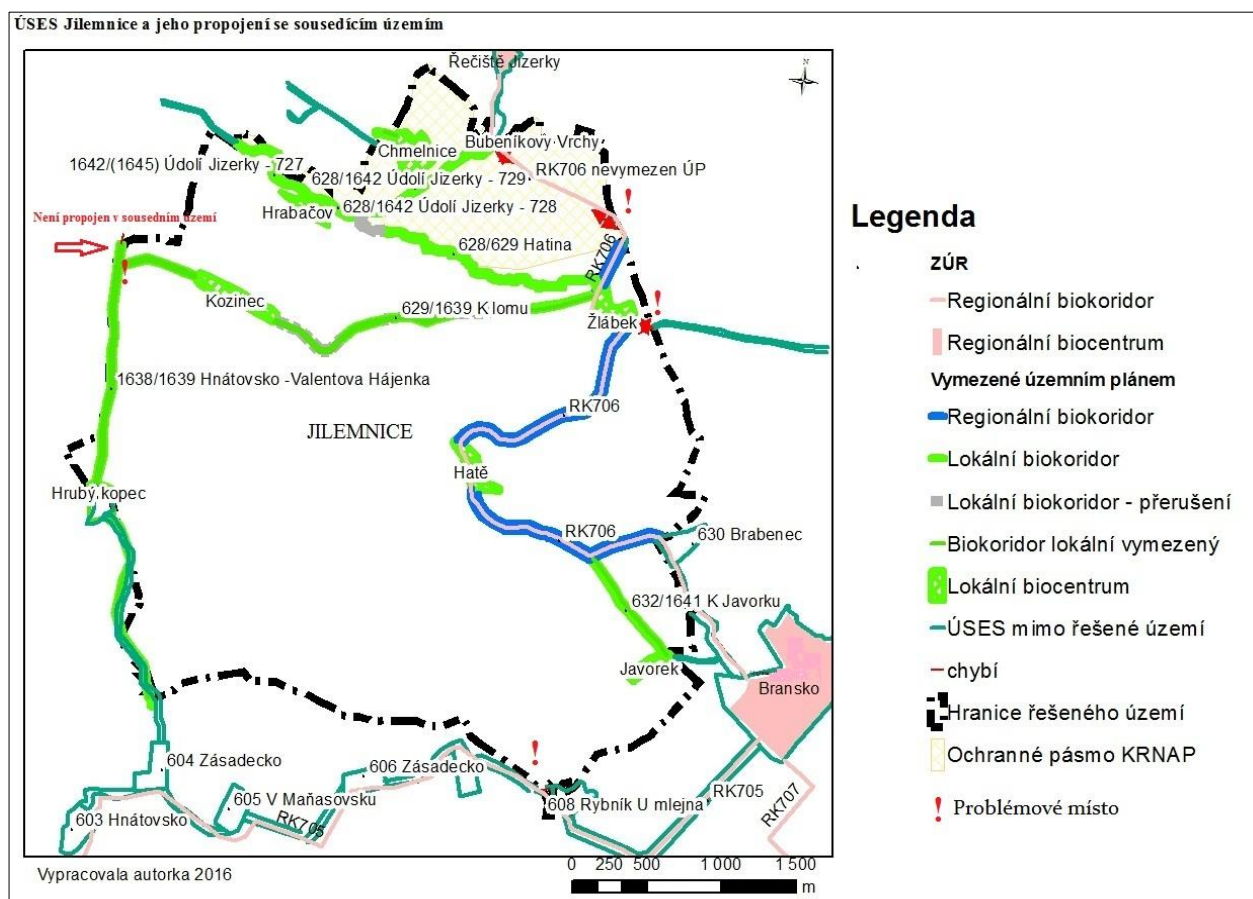 ÚSES Jilemnice a jeho propojení se sousedícím územím
Řečiště Jizerky
N
Bubeníkovy Vrchy
Chmelnice
1642/(1645) Údolí Jizerky - 727
RK706 nevymezen ÚP
628/1642 Údolí Jizerky - 729
628/1642 Údolí Jizerky - 728
Hrabačov
Není propojen v sousedním území
628/629 Hatina
RK706
Kozinec
629/1639 K lomu
Žlábek
1638/1639 Hnátovsko -Valentova Hájenka
RK706
JILEMNICE
Hatě
Hrubý kopec
RK706
630 Brabenec
632/1641 K Javorku
Javorek
Bransko
604 Zásadecko
606 Zásadecko
605 V Maňasovsku
608 Rybník U mlejna
RK705
RK707
603 Hnátovsko
RK705
Vypracovala autorka 2016
0 250 500 1 000 1 500
m
Legenda
ZÚR
Regionální biokoridor
Regionální biocentrum
Vymezené územním plánem
Regionální biokoridor
Lokální biokoridor
Lokální biokoridor - přerušení
Biokoridor lokální vymezený
Lokální biocentrum
ÚSES mimo řešené území
chybí
Hranice řešeného území
Ochranné pásmo KRNAP
! Problémové místo